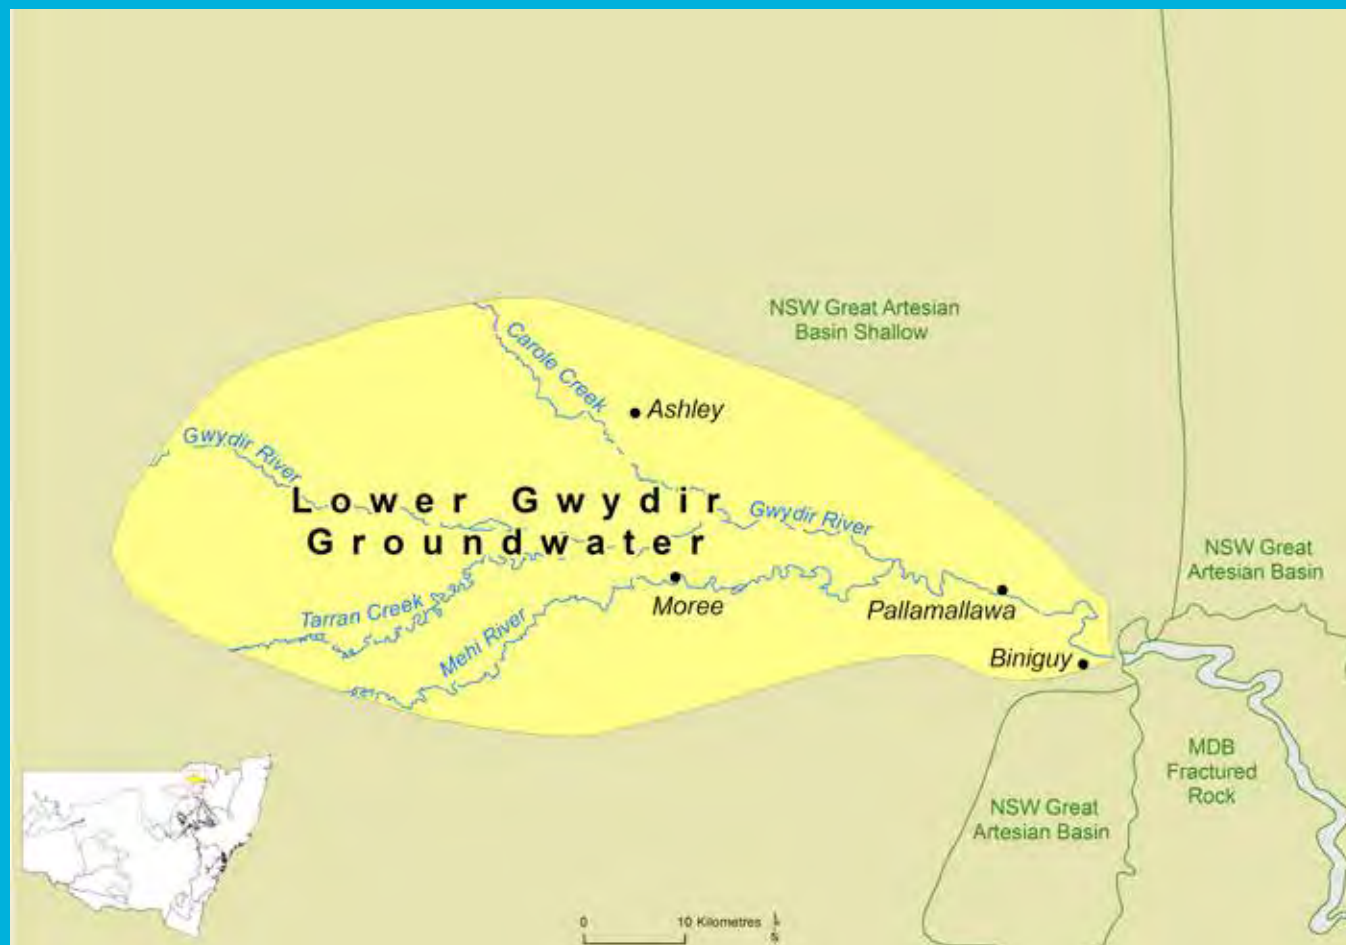 NSW Great Artesian
Basin Shallow
Carole Creek
Ashley
Gwydir River
Lower Gwydir
Groundwater
Gwydir River
NSW Great
Artesian Basin
Tarran Creek
Moree
Pallamallawa
Mehi River
Biniguy
MDB
Fractured
Rock
NSW Great
Artesian Basin
0 10 Kilometres